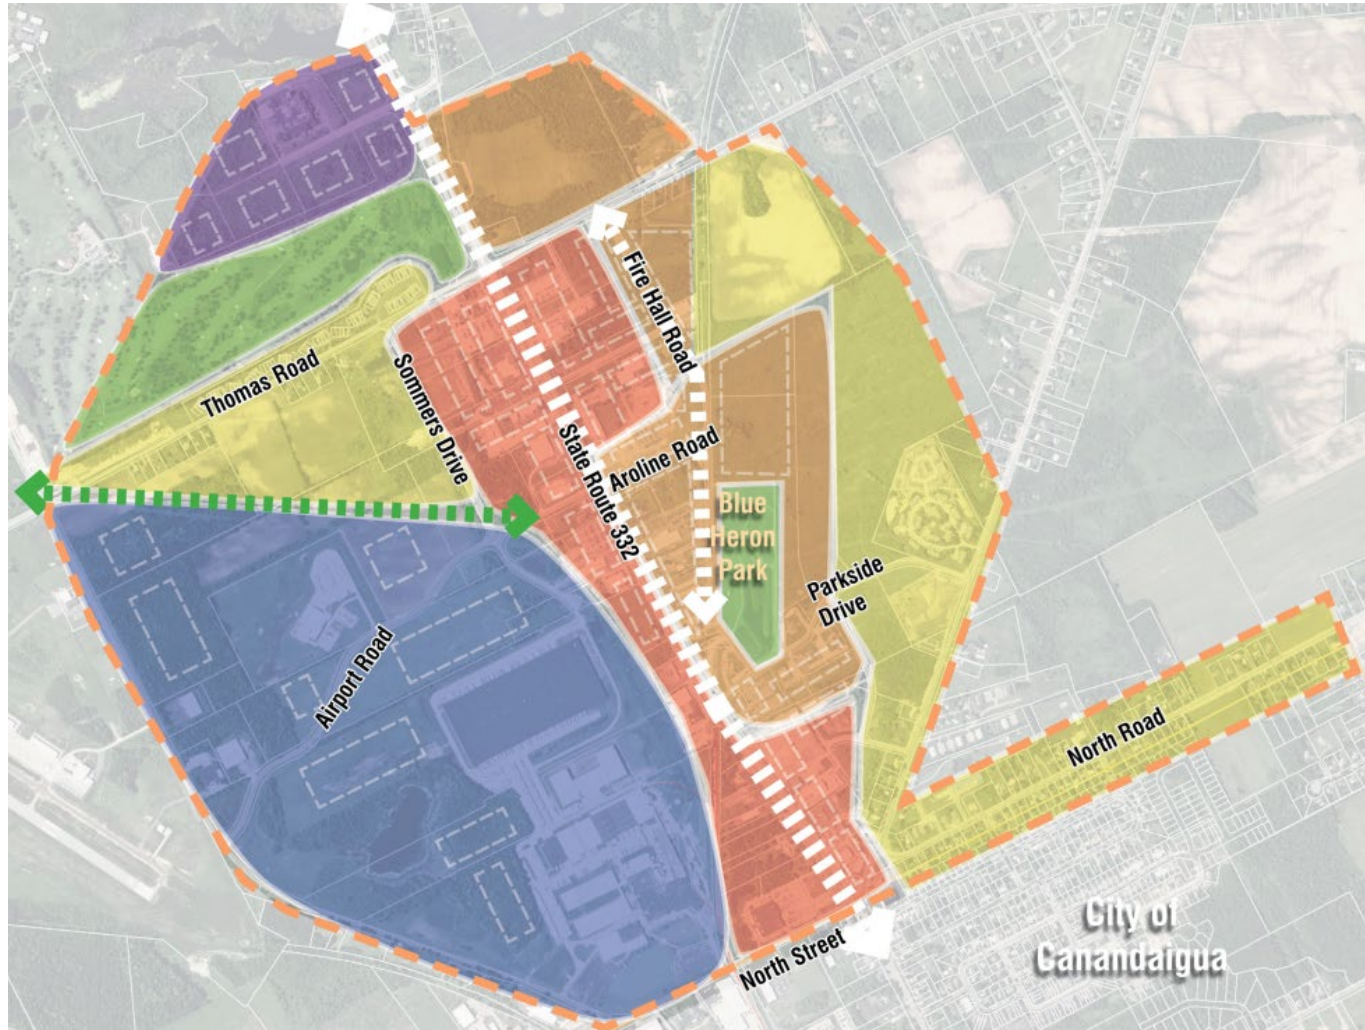 Fire Hall Road
Thomas Road
Sommers Drive
State Route 332
Aroline Road
Blue
Heron
Park
Parkside
Drive
Airport Road
North Road
City of
Canandaigua
North Street